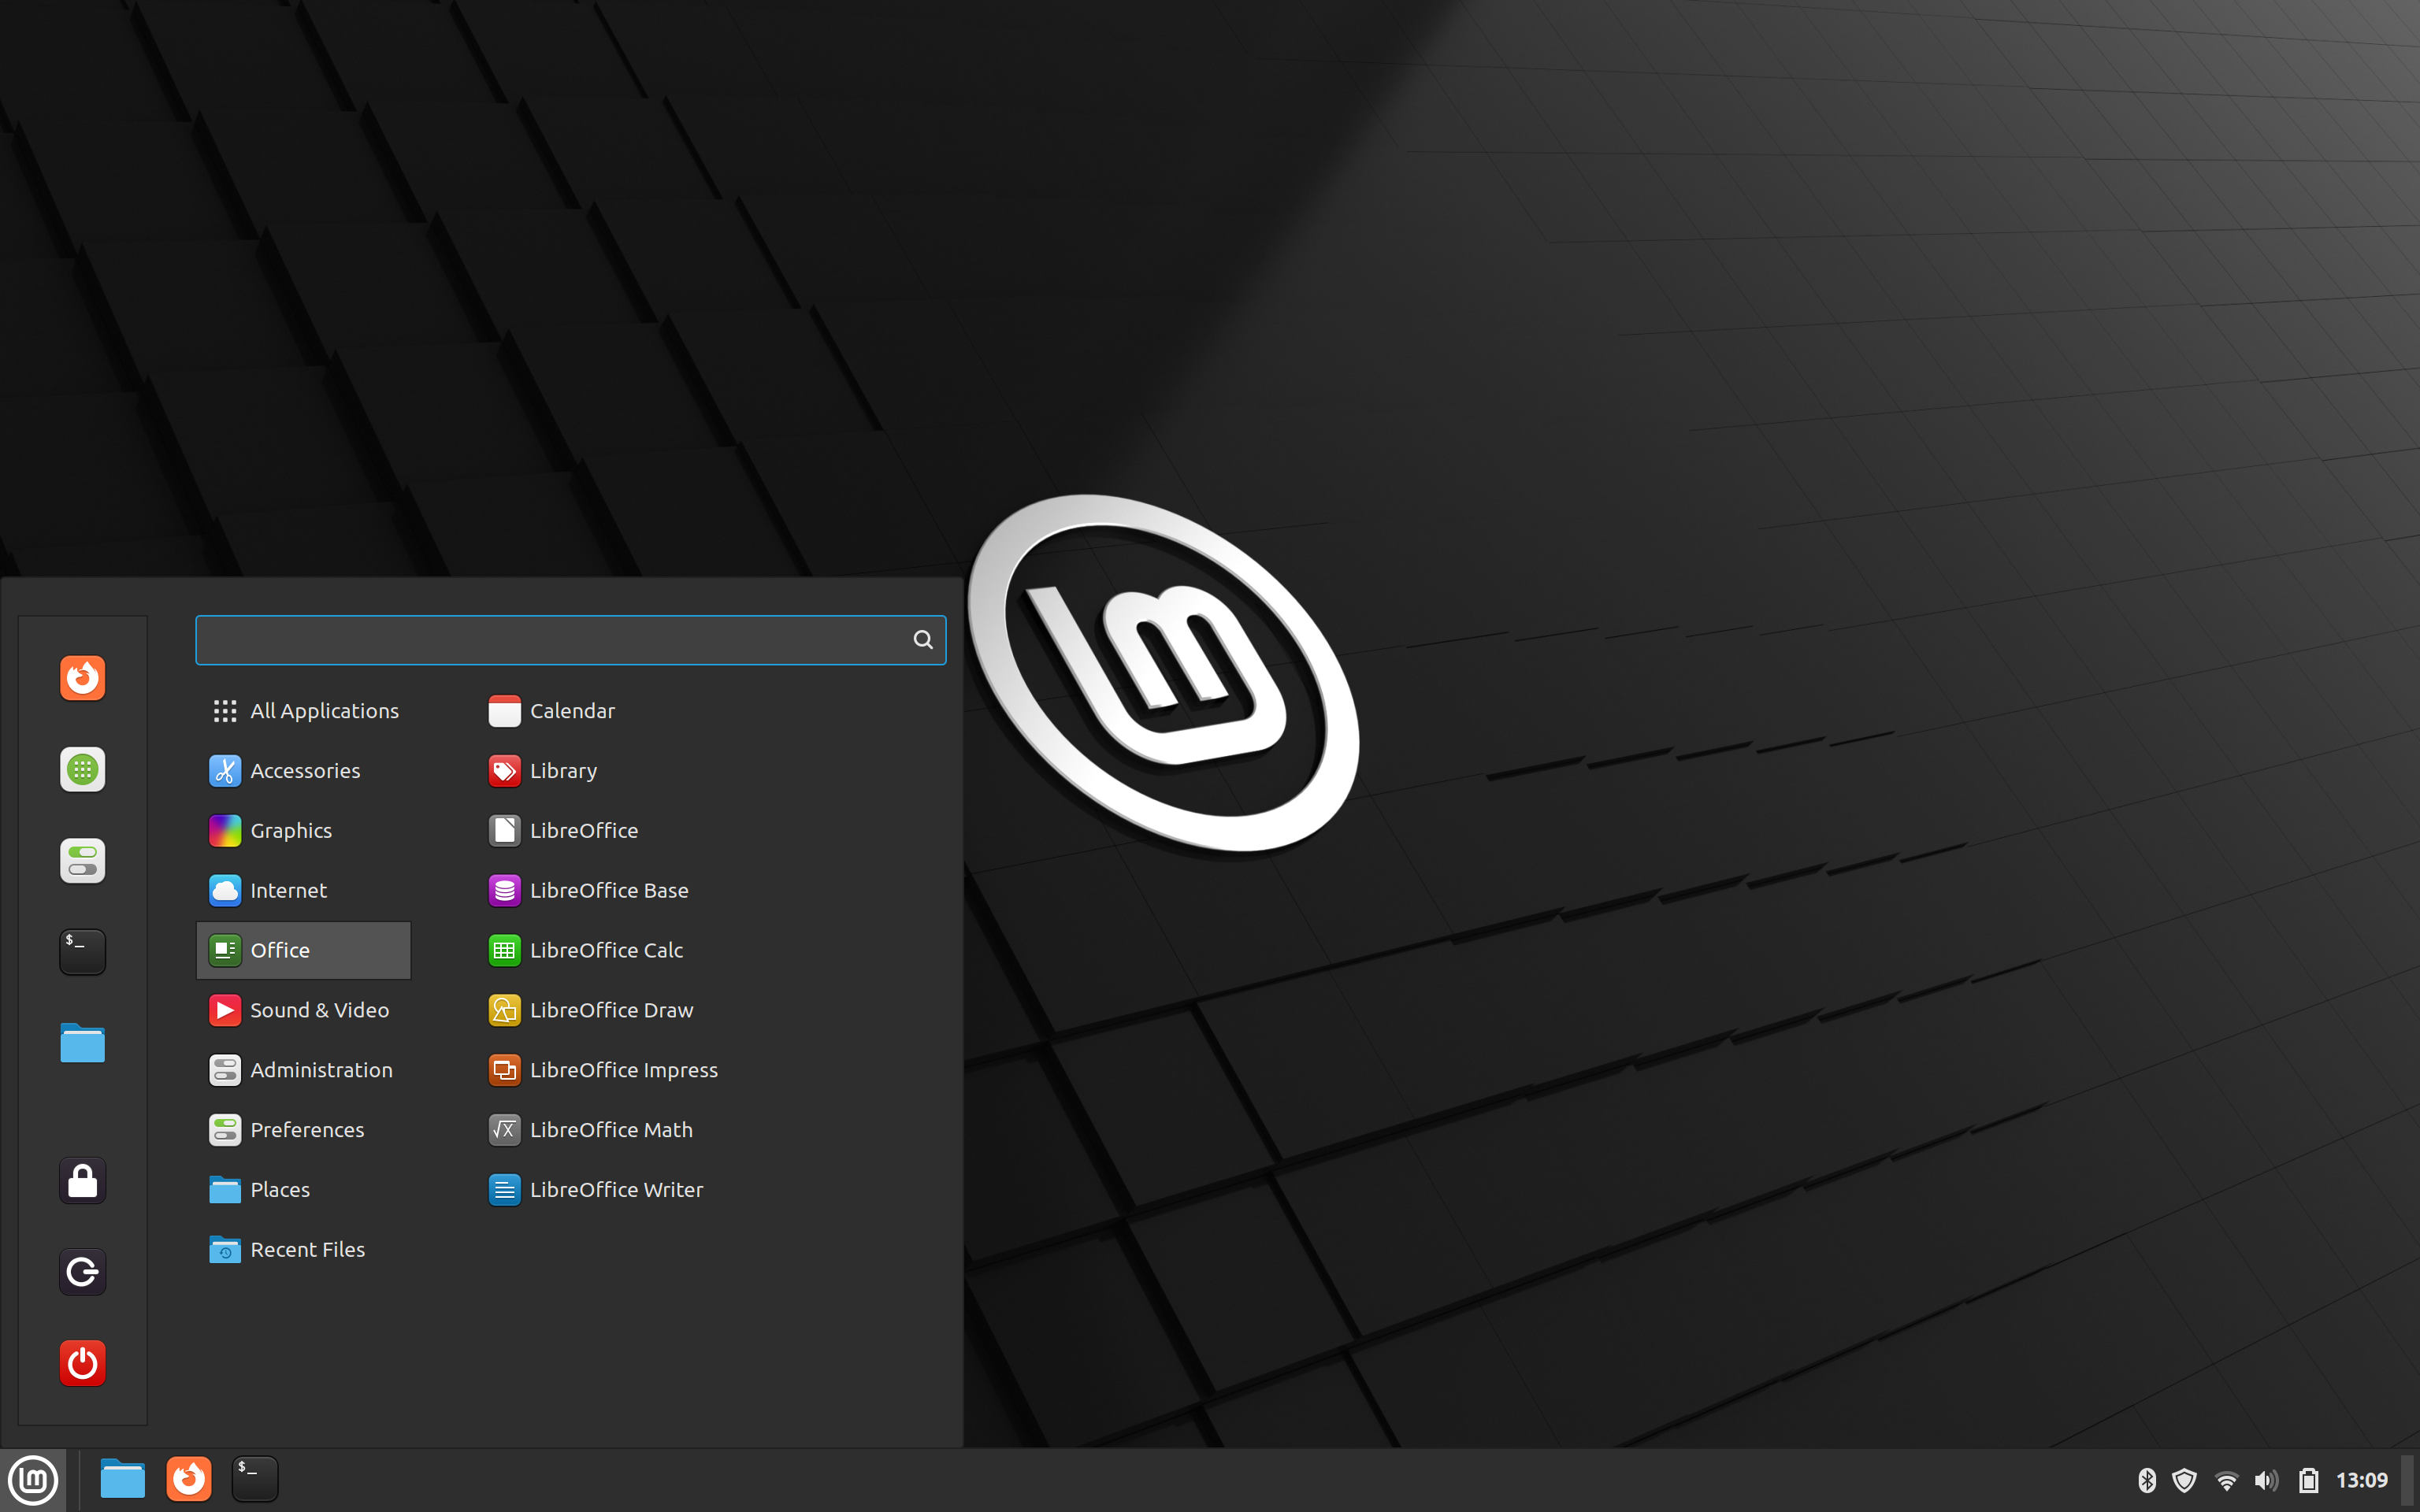 All Applications
Accessories
Graphics
Internet
Office
Sound & Video
Administration
Preferences
Places
Recent Files
Calendar
Library
LibreOffice
LibreOffice Base
LibreOffice Calc
LibreOffice Draw
LibreOffice Impress
LibreOffice Math
LibreOffice Writer
13:09